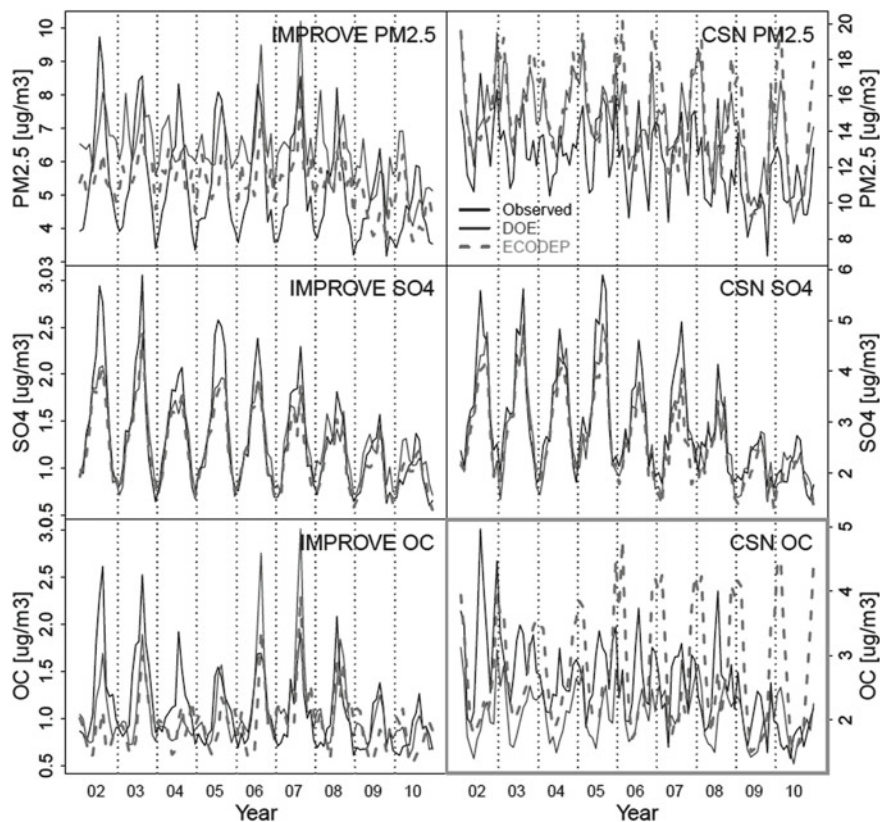 IMPROVE PM2.5
CSN PM2.5
PM2.5 [ug/m3]
10
9
8
7
6
5
4
20
18
16
14
12
10
8
PM2.5 [ug/m3]
Observed
DOE
ECODEP
IMPROVE SO4
CSN SO4
SO4 [ug/m3]
3.0
2.5
2.0
1.5
1.0
0.5
6
5
4
3
2
SO4 [ug/m3]
IMPROVE OC
CSN OC
OC [ug/m3]
3.0
2.5
2.0
1.5
1.0
0.5
5
4
3
2
OC [ug/m3]
02 03 04 05 06 07 08 09 10
Year
02 03 04 05 06 07 08 09 10
Year